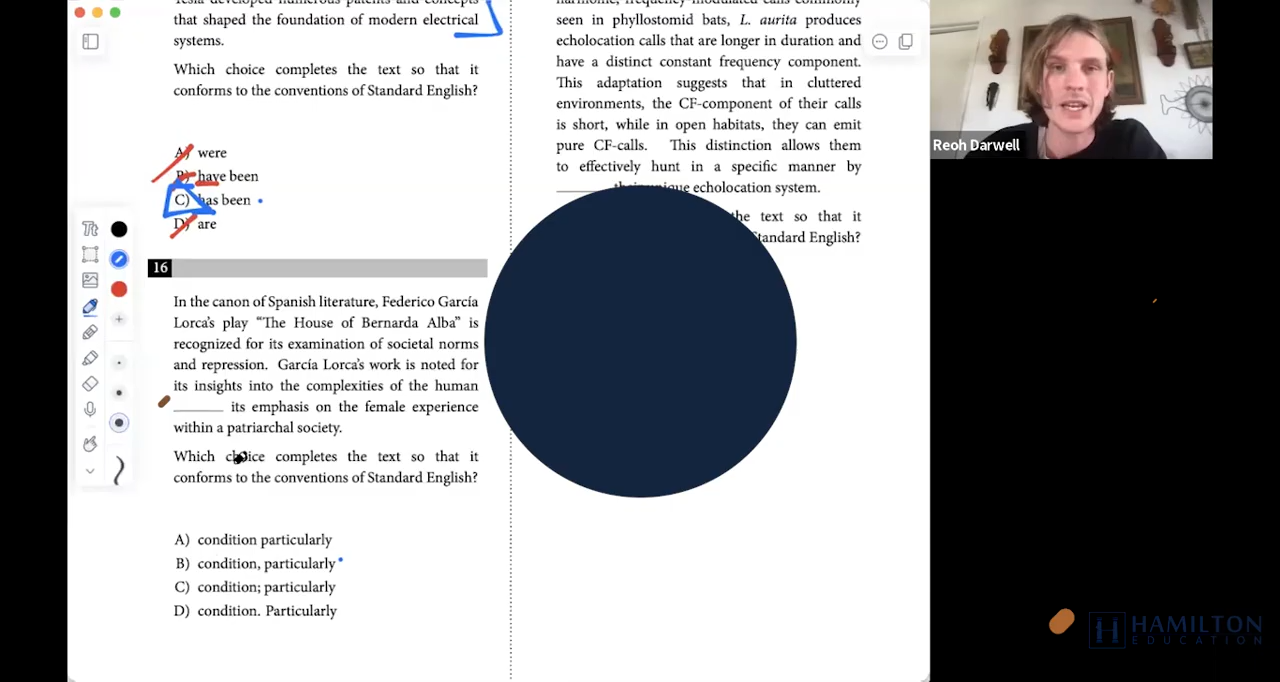 Tesla developed numerous patents and concepts
that shaped the foundation of modern electrical
systems.
Which choice completes the text so that it
conforms to the conventions of Standard English?
A) were
B) have been
C) has been
D) are
16
In the canon of Spanish literature, Federico García
Lorca's play “The House of Bernarda Alba” is
recognized for its examination of societal norms
and repression. García Lorca's work is noted for
its insights into the complexities of the human
______ its emphasis on the female experience
within a patriarchal society.
Which choice completes the text so that it
conforms to the conventions of Standard English?
A) condition particularly
B) condition, particularly
C) condition; particularly
D) condition. Particularly
harmonic, frequency-modulated calls commonly
seen in phyllostomid bats, L. aurita produces
echolocation calls that are longer in duration and
have a distinct constant frequency component.
This adaptation suggests that in cluttered
environments, the CF-component of their calls
is short, while in open habitats, they can emit
pure CF-calls. This distinction allows them
to effectively hunt in a specific manner by
______ their unique echolocation system.
the text so that it
Standard English?
Tt
Reoh Darwell
HAMILTON
EDUCATION